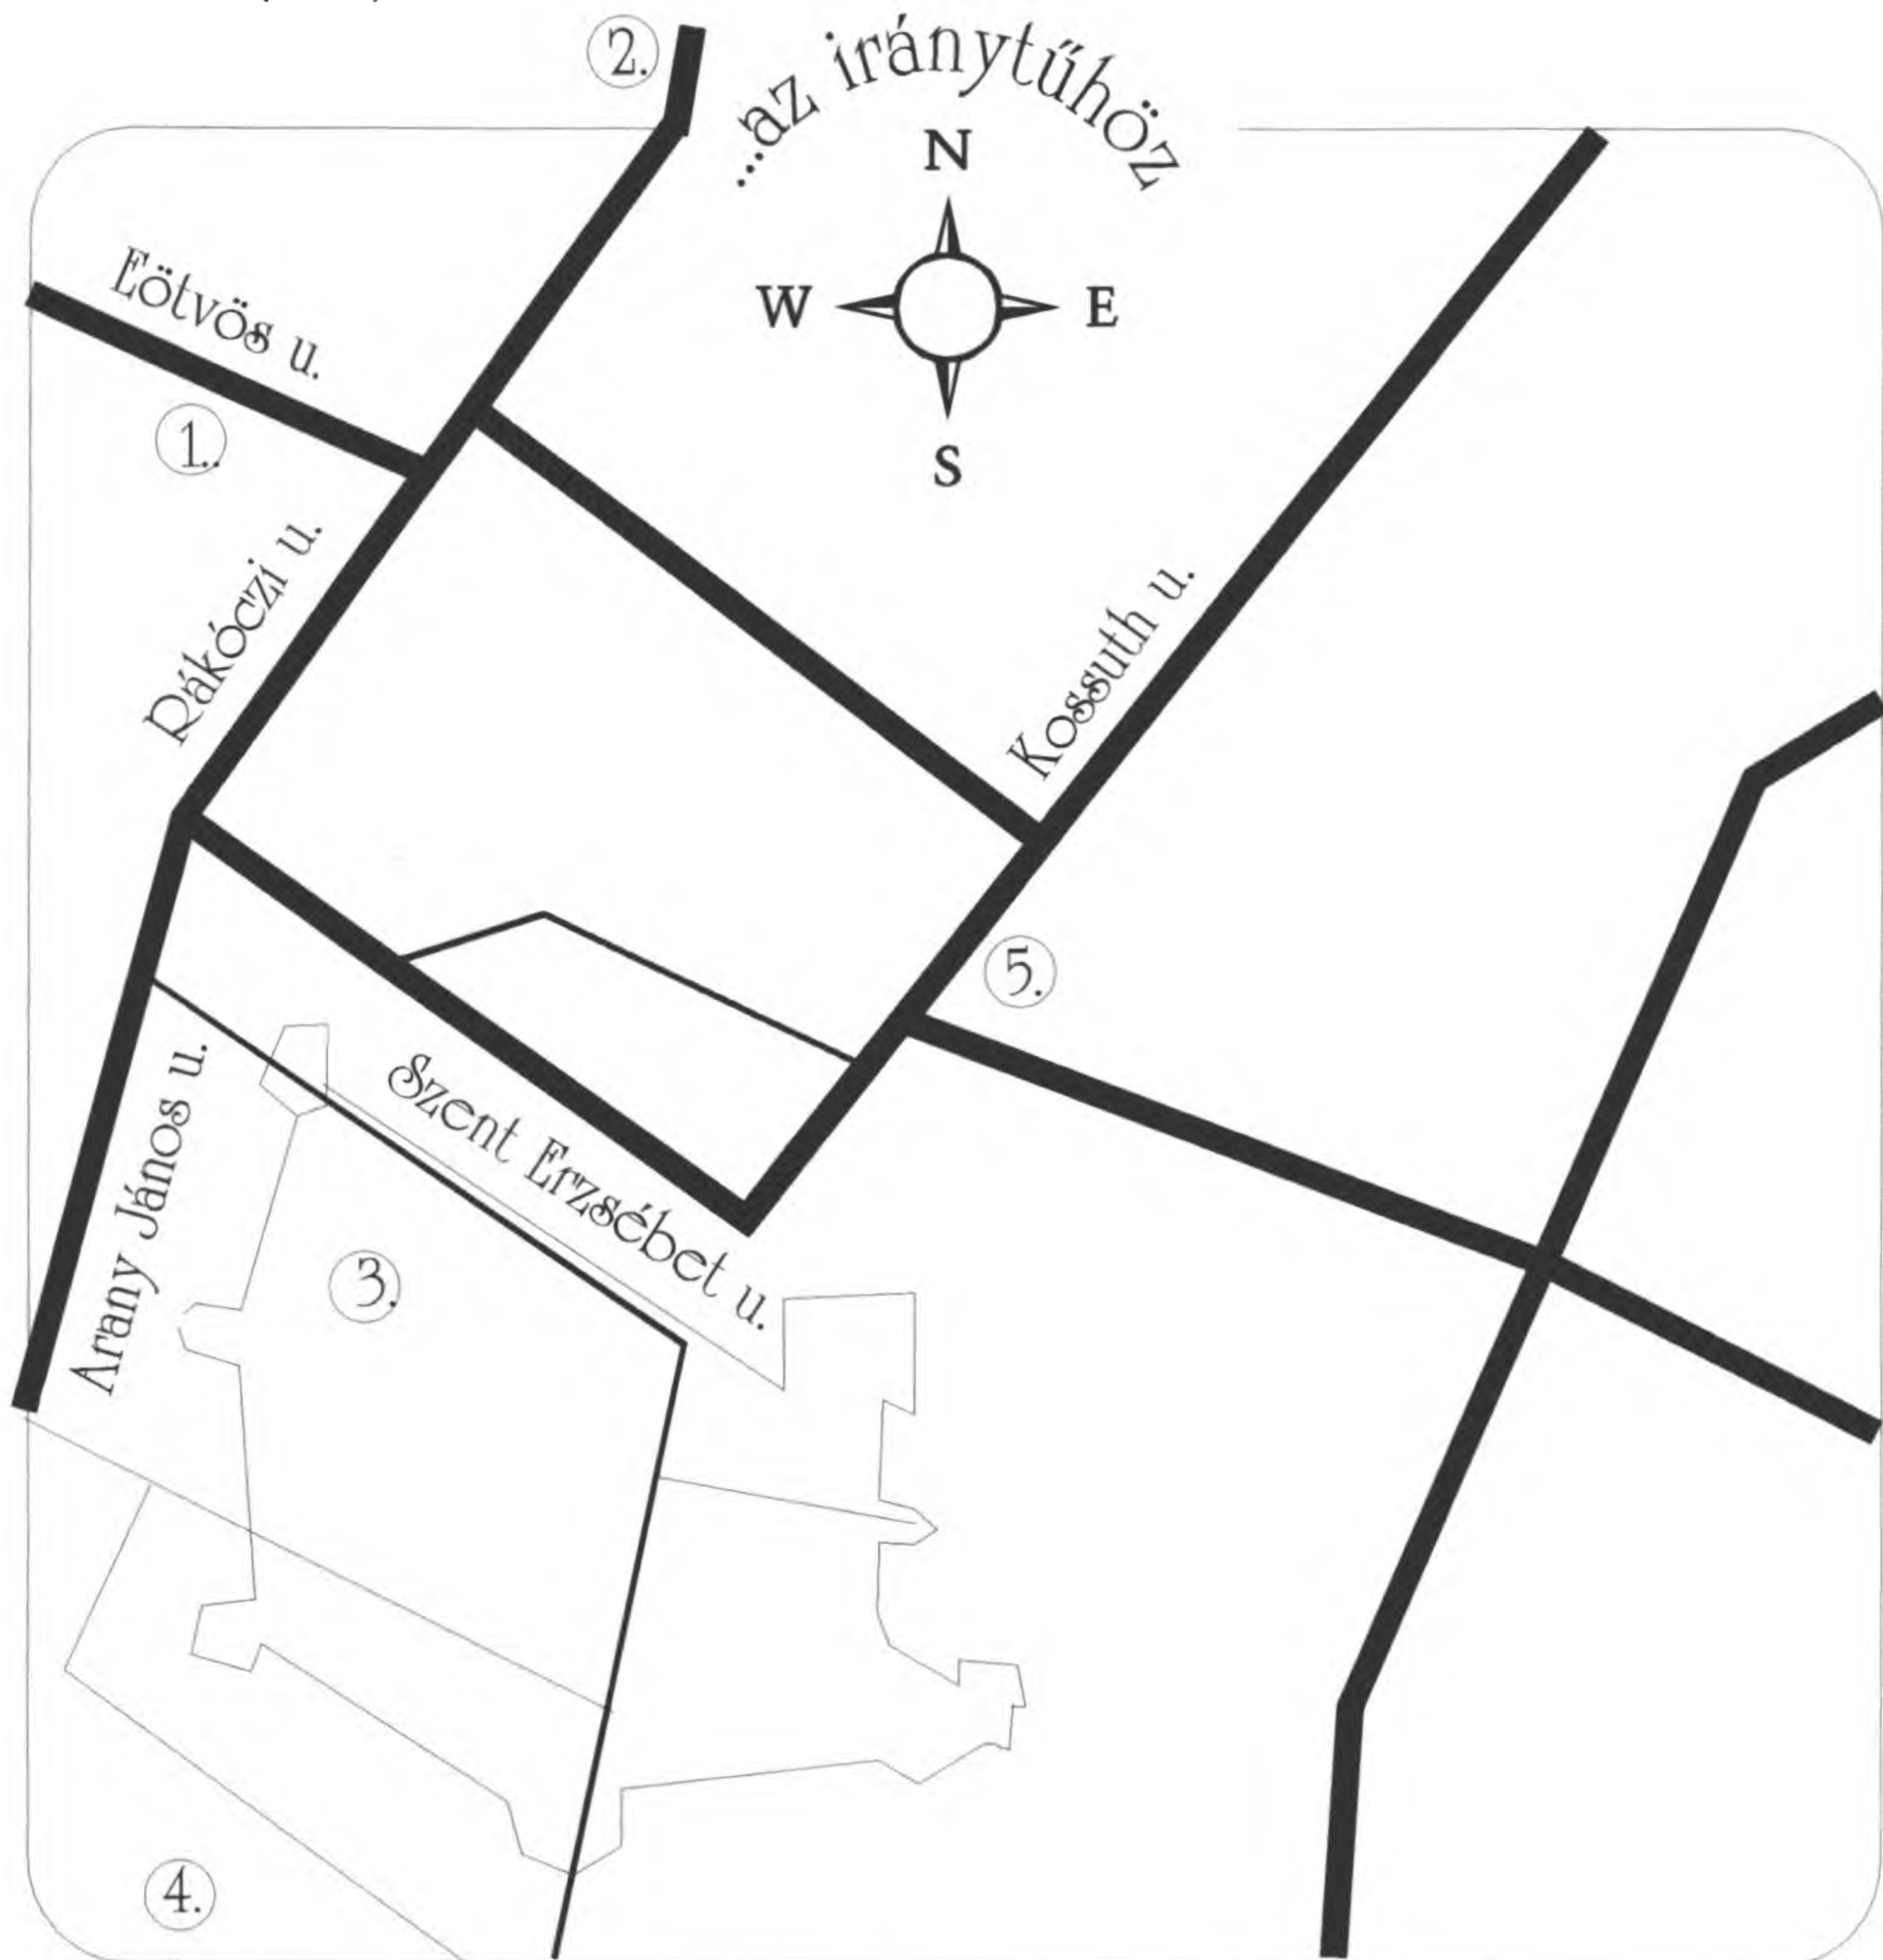 2.
...az iránytűhöz
N
W
E
S
Eötvös u.
1..
Rákóczi u.
Kossuth u.
5.
Szent Erzsébet u.
Arany János u.
3.
4.